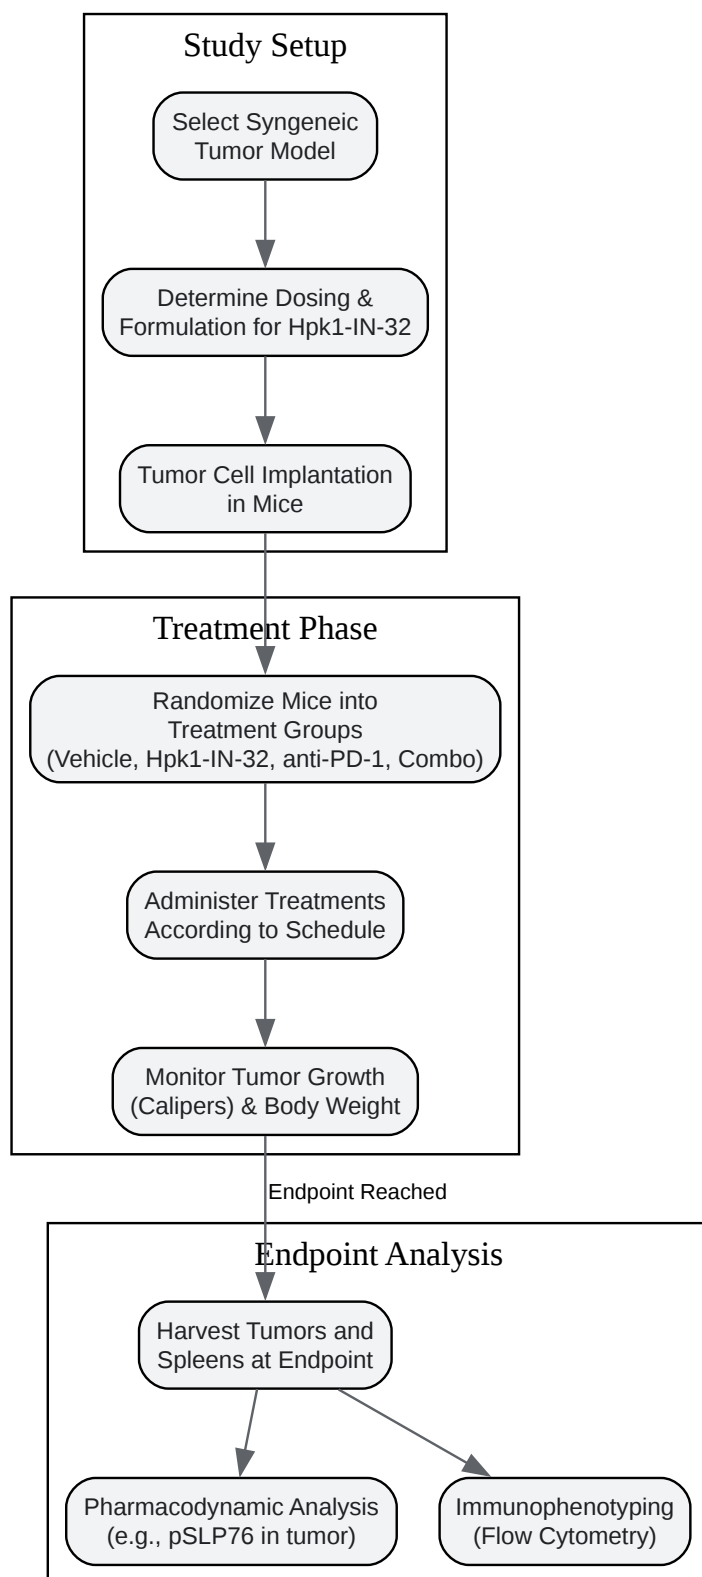 Study Setup
Select Syngeneic
Tumor Model
Determine Dosing &
Formulation for Hpk1-IN-32
Tumor Cell Implantation
in Mice
Treatment Phase
Randomize Mice into
Treatment Groups
(Vehicle, Hpk1-IN-32, anti-PD-1, Combo)
Administer Treatments
According to Schedule
Monitor Tumor Growth
(Calipers) & Body Weight
Endpoint Reached
Endpoint Analysis
Harvest Tumors and
Spleens at Endpoint
Pharmacodynamic Analysis
(e.g., pSLP76 in tumor)
Immunophenotyping
(Flow Cytometry)